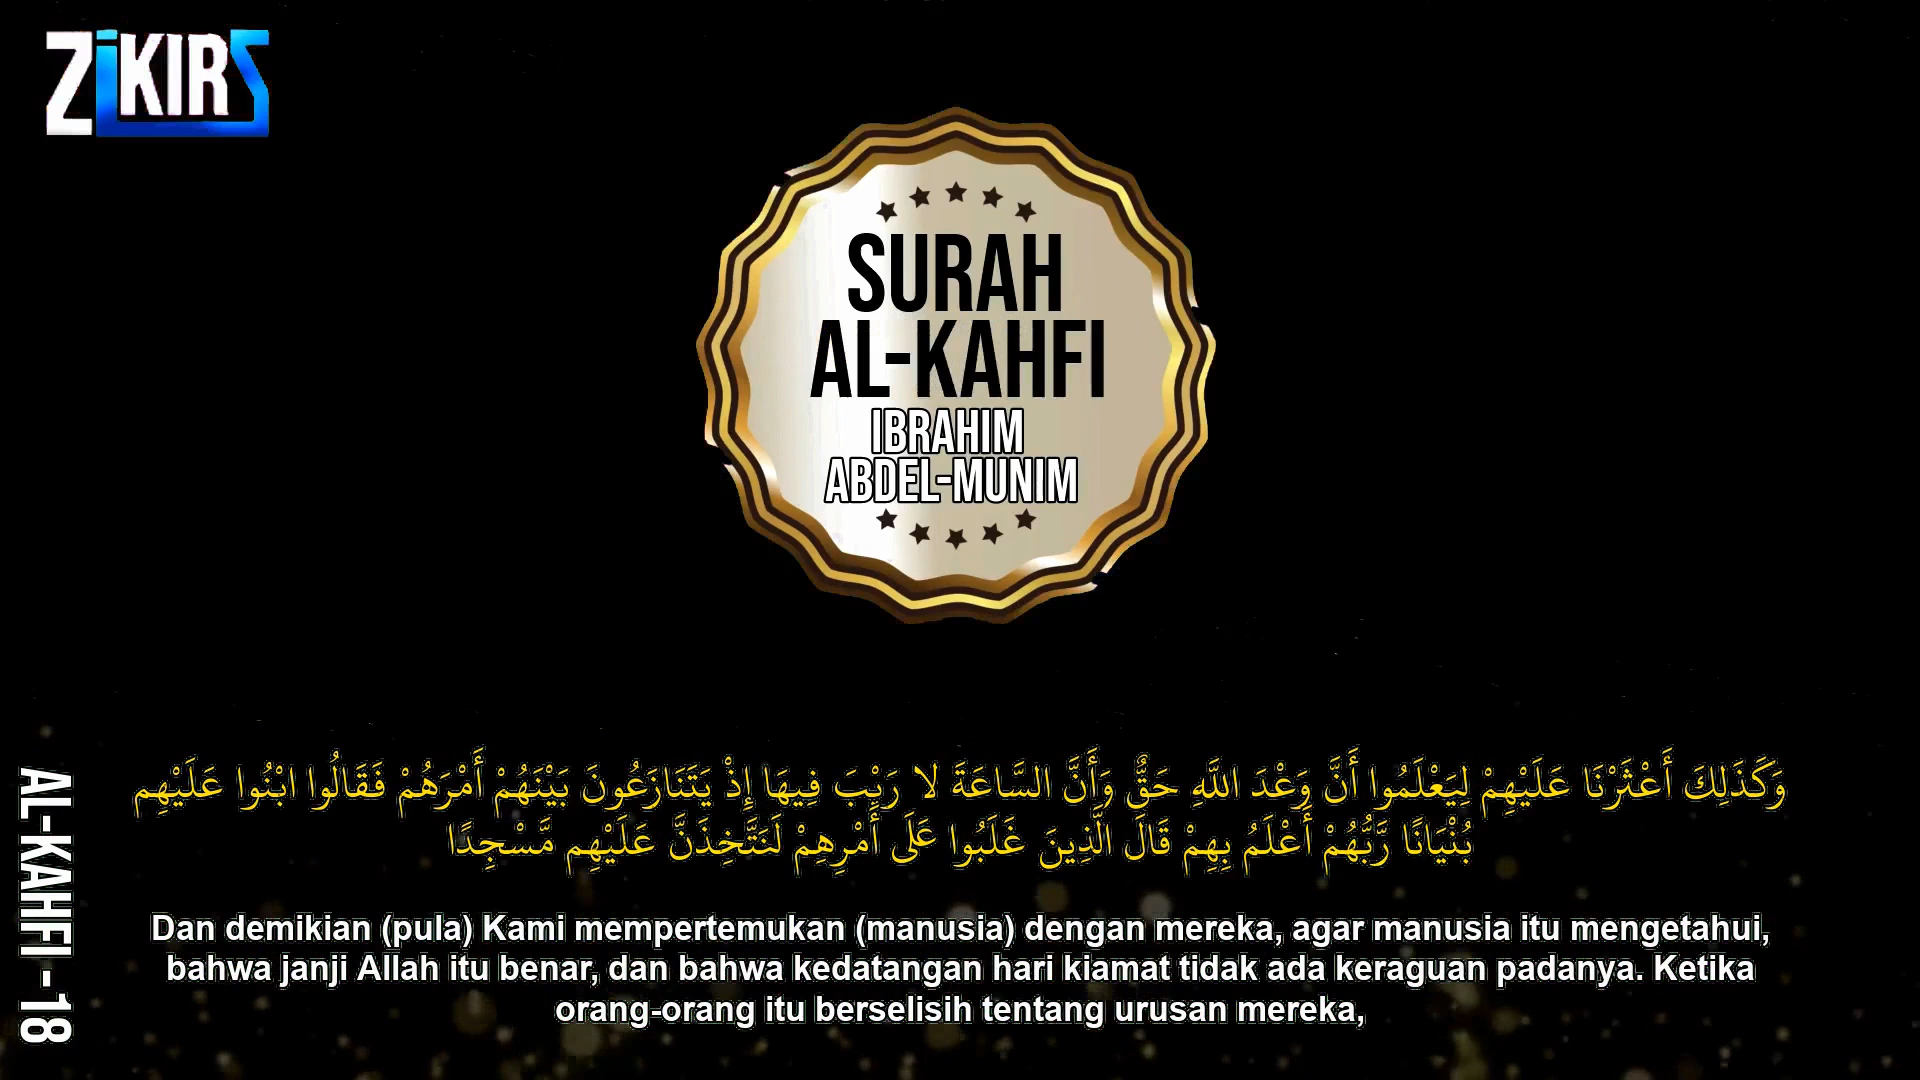 ZiKIRS
SURAH
AL-KAHFI
IBRAHIM
ABDEL-MUNIM
وَكَذَلِكَ أَعْثَرْنَا عَلَيْهِمْ لِيَعْلَمُوا أَنَّ وَعْدَ اللَّهِ حَقٌّ وَأَنَّ السَّاعَةَ لا رَيْبَ فِيهَا إِذْ يَتَنَازَعُونَ بَيْنَهُمْ أَمْرَهُمْ فَقَالُوا ابْنُوا عَلَيْهِم
بُنْيَانًا رَّبُّهُمْ أَعْلَمُ بِهِمْ قَالَ الَّذِينَ غَلَبُوا عَلَى أَمْرِهِمْ لَنَتَّخِذَنَّ عَلَيْهِم مَّسْجِدًا
Dan demikian (pula) Kami mempertemukan (manusia) dengan mereka, agar manusia itu mengetahui,
bahwa janji Allah itu benar, dan bahwa kedatangan hari kiamat tidak ada keraguan padanya. Ketika
orang-orang itu berselisih tentang urusan mereka,
AL-KAHFI - 18